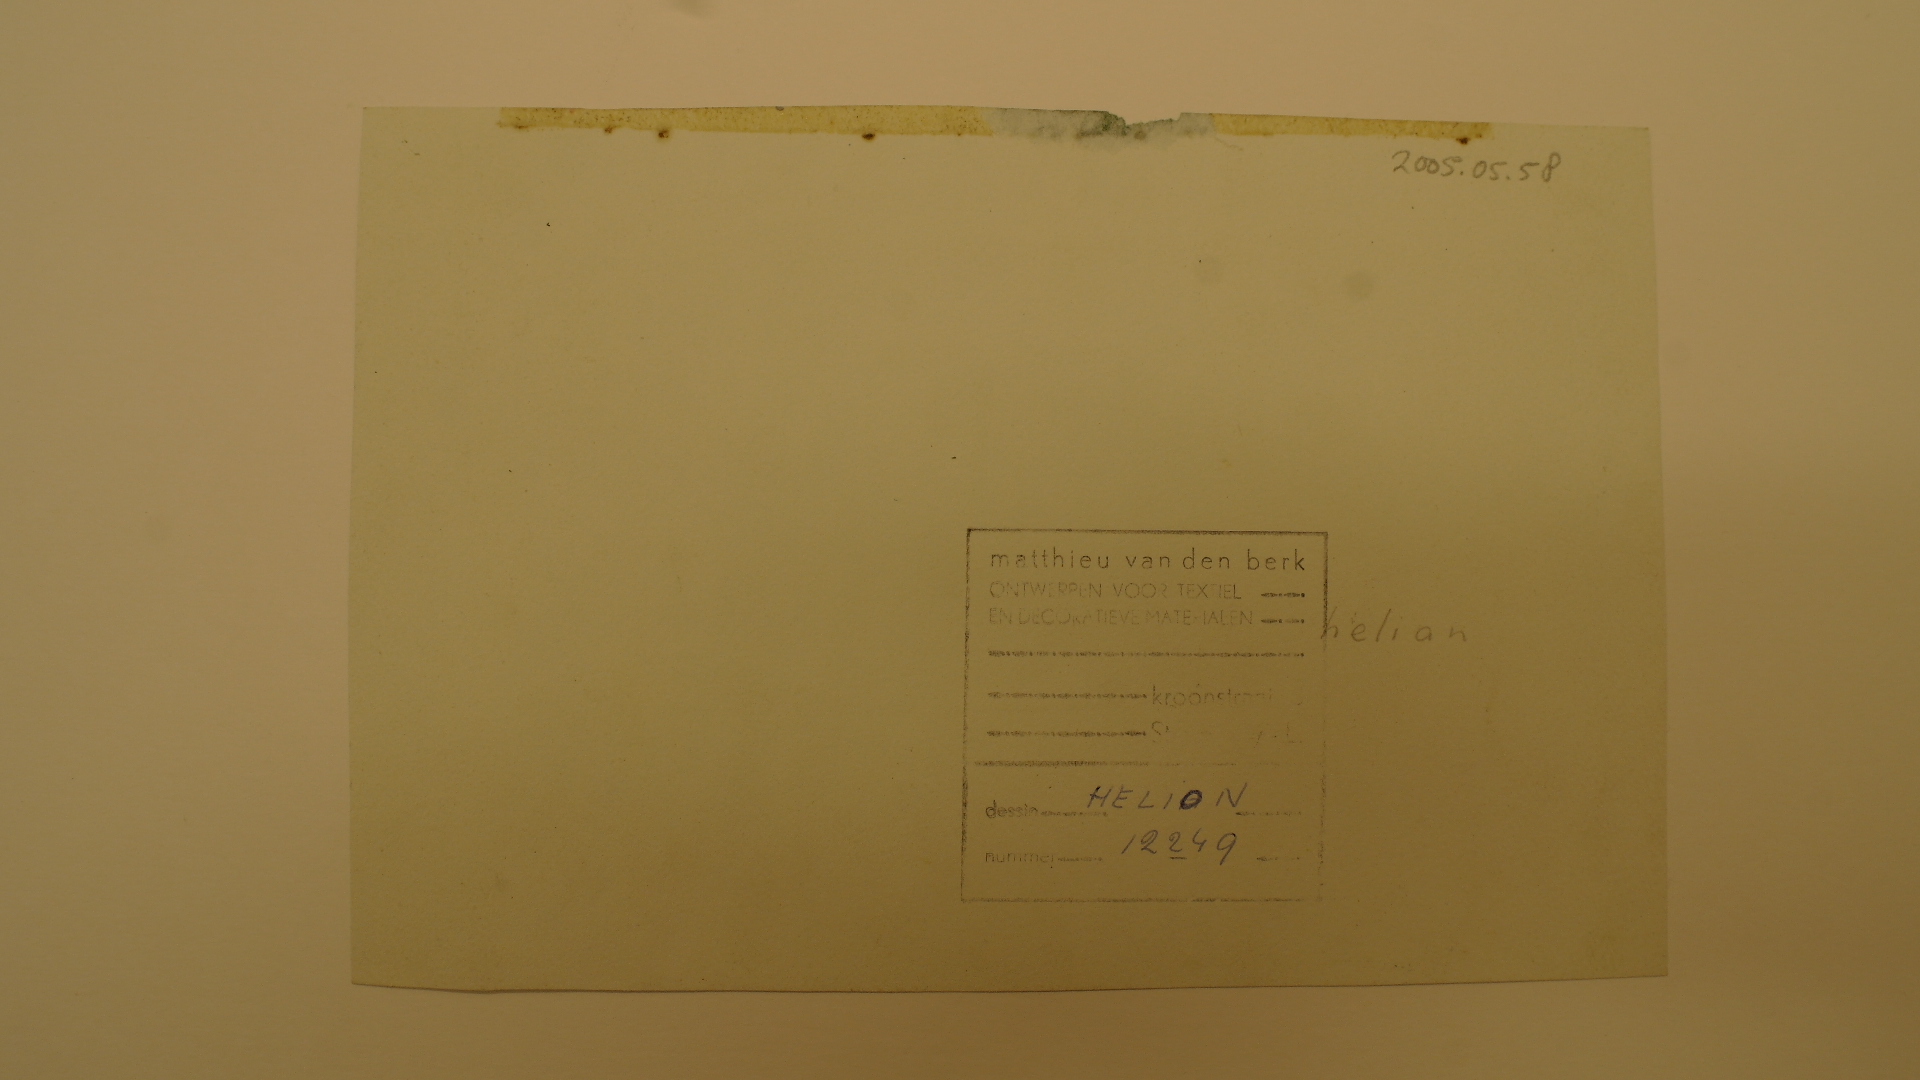 2005.05.58
matthieu van den berk
ONTWERPEN VOOR TEXTIEL
EN DECORATIEVE MATERIALEN
helian
kroonstraat
dessin HELION
nummer 12249